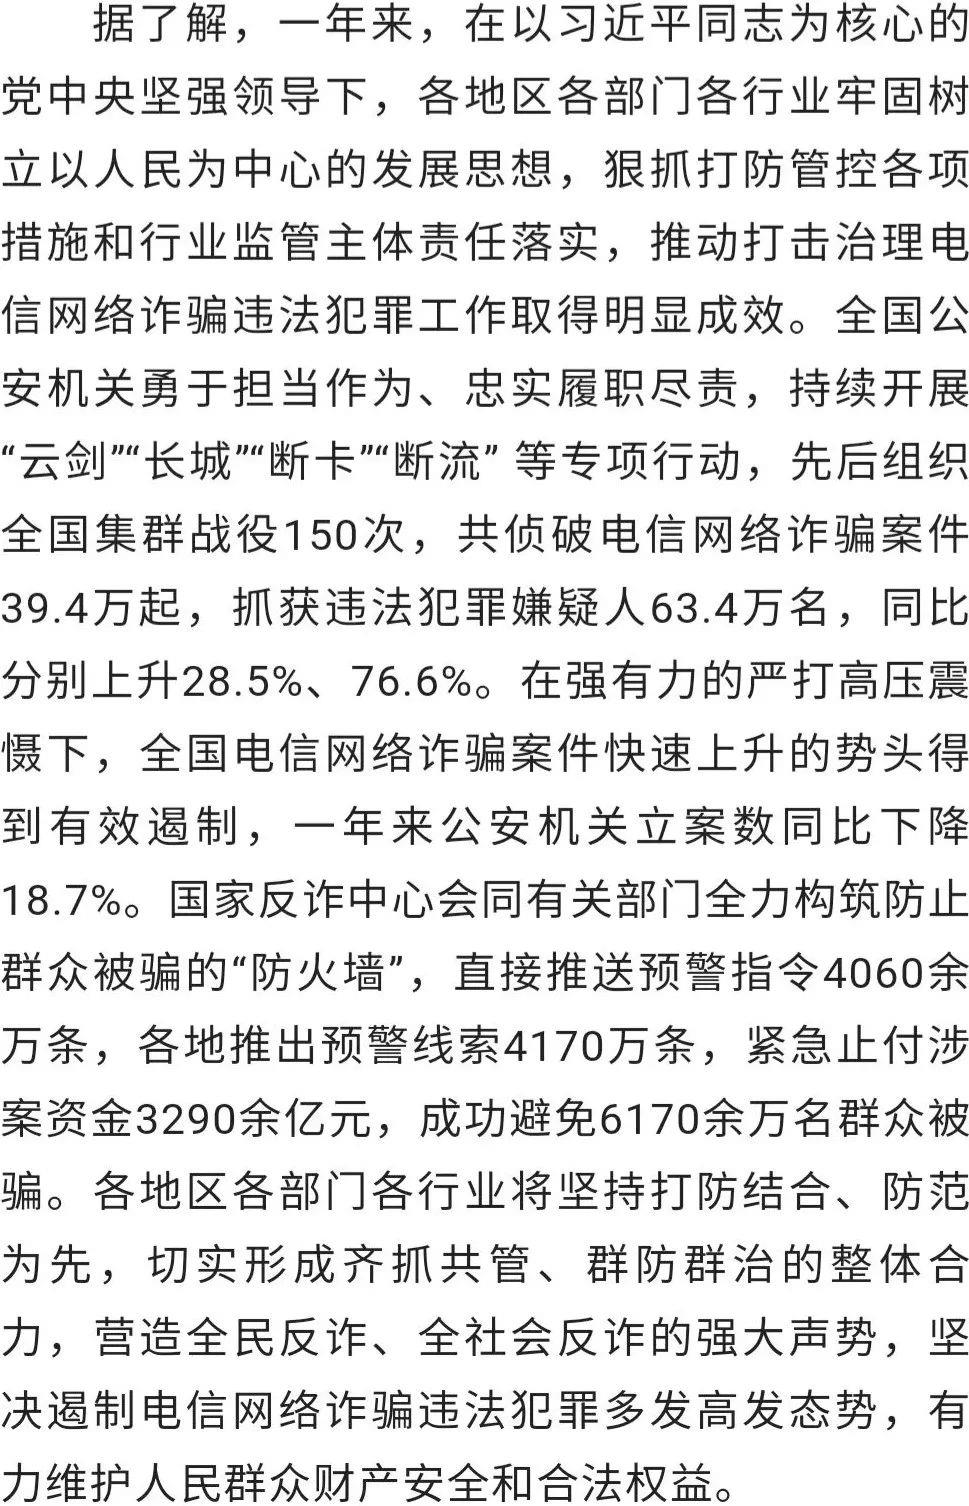 据了解，一年来，在以习近平同志为核心的
党中央坚强领导下，各地区各部门各行业牢固树
立以人民为中心的发展思想，狠抓打防管控各项
措施和行业监管主体责任落实，推动打击治理电
信网络诈骗违法犯罪工作取得明显成效。全国公
安机关勇于担当作为、忠实履职尽责，持续开展
“云剑”“长城”“断卡”“断流” 等专项行动，先后组织
全国集群战役150次，共侦破电信网络诈骗案件
39.4万起，抓获违法犯罪嫌疑人63.4万名，同比
分别上升28.5%、76.6%。在强有力的严打高压震
慑下，全国电信网络诈骗案件快速上升的势头得
到有效遏制，一年来公安机关立案数同比下降
18.7%。国家反诈中心会同有关部门全力构筑防止
群众被骗的“防火墙”，直接推送预警指令4060余
万条，各地推出预警线索4170万条，紧急止付涉
案资金3290余亿元，成功避免6170余万名群众被
骗。各地区各部门各行业将坚持打防结合、防范
为先，切实形成齐抓共管、群防群治的整体合
力，营造全民反诈、全社会反诈的强大声势，坚
决遏制电信网络诈骗违法犯罪多发高发态势，有
力维护人民群众财产安全和合法权益。